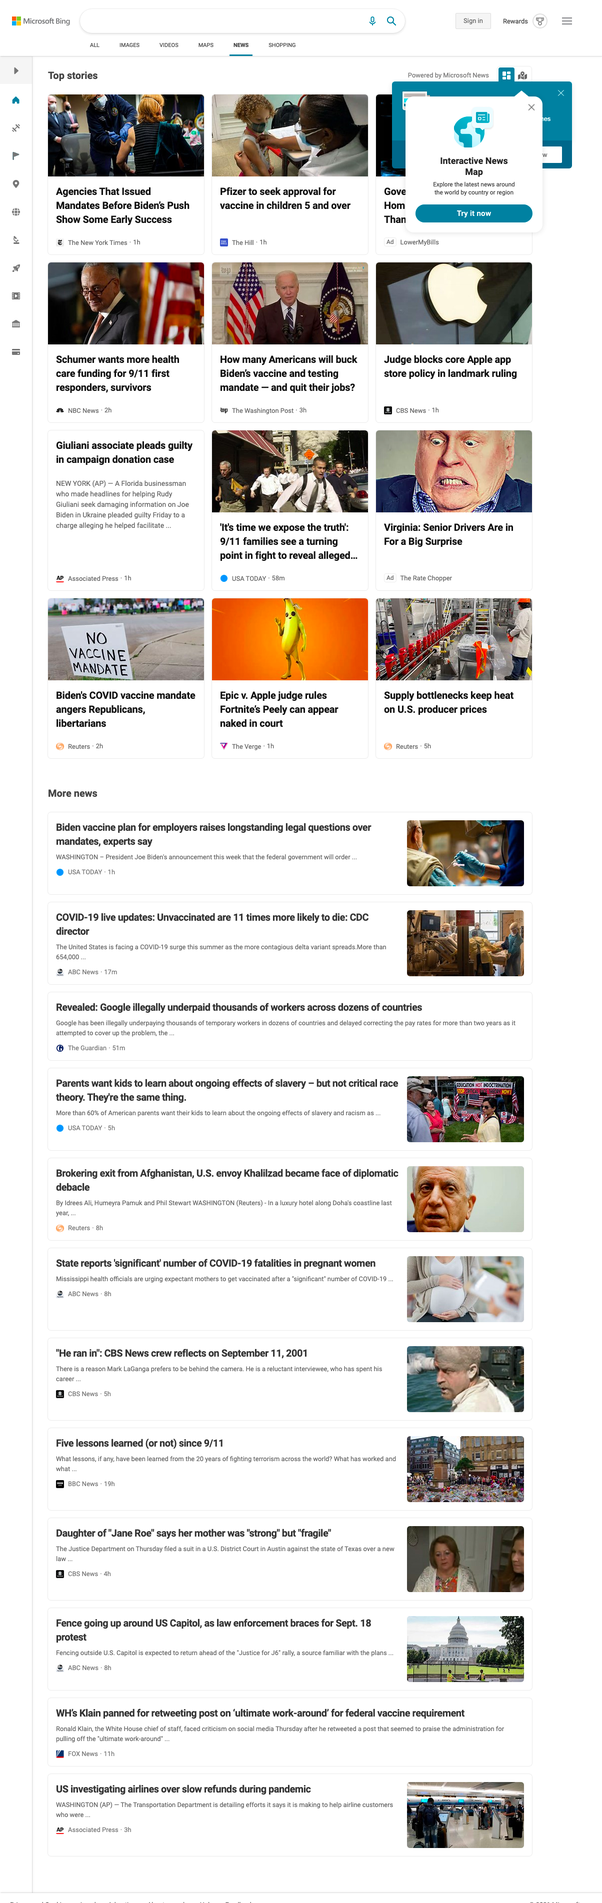 Microsoft Bing
Sign in
Rewards
ALL
IMAGES
VIDEOS
MAPS
NEWS
SHOPPING
Top stories
Powered by Microsoft News
Interactive News
Map
Explore the latest news around
the world by country or region
Try it now
Agencies That Issued
Mandates Before Biden's Push
Show Some Early Success
The New York Times · 1h
Pfizer to seek approval for
vaccine in children 5 and over
The Hill · 1h
Gove
Hom
Than
Ad LowerMyBills
Schumer wants more health
care funding for 9/11 first
responders, survivors
NBC News · 2h
How many Americans will buck
Biden's vaccine and testing
mandate — and quit their jobs?
wp The Washington Post · 3h
Judge blocks core Apple app
store policy in landmark ruling
CBS News · 1h
Giuliani associate pleads guilty
in campaign donation case
NEW YORK (AP) — A Florida businessman
who made headlines for helping Rudy
Giuliani seek damaging information on Joe
Biden in Ukraine pleaded guilty Friday to a
charge alleging he helped facilitate ...
AP Associated Press · 1h
'It's time we expose the truth':
9/11 families see a turning
point in fight to reveal alleged...
USA TODAY · 58m
Virginia: Senior Drivers Are in
For a Big Surprise
Ad The Rate Chopper
NO
VACCINE
MANDATE
Biden's COVID vaccine mandate
angers Republicans,
libertarians
Reuters · 2h
Epic v. Apple judge rules
Fortnite's Peely can appear
naked in court
The Verge · 1h
Supply bottlenecks keep heat
on U.S. producer prices
Reuters · 5h
More news
Biden vaccine plan for employers raises longstanding legal questions over
mandates, experts say
WASHINGTON – President Joe Biden's announcement this week that the federal government will order ...
USA TODAY · 1h
COVID-19 live updates: Unvaccinated are 11 times more likely to die: CDC
director
The United States is facing a COVID-19 surge this summer as the more contagious delta variant spreads.More than
654,000 ...
ABC News · 17m
Revealed: Google illegally underpaid thousands of workers across dozens of countries
Google has been illegally underpaying thousands of temporary workers in dozens of countries and delayed correcting the pay rates for more than two years as it
attempted to cover up the problem, the ...
The Guardian · 51m
Parents want kids to learn about ongoing effects of slavery – but not critical race
theory. They're the same thing.
More than 60% of American parents want their kids to learn about the ongoing effects of slavery and racism as ...
USA TODAY · 5h
EDUCATION NOT INDOCTRINATION
Brokering exit from Afghanistan, U.S. envoy Khalilzad became face of diplomatic
debacle
By Idrees Ali, Humeyra Pamuk and Phil Stewart WASHINGTON (Reuters) - In a luxury hotel along Doha's coastline last
year, ...
Reuters · 8h
State reports 'significant' number of COVID-19 fatalities in pregnant women
Mississippi health officials are urging expectant mothers to get vaccinated after a "significant" number of COVID-19 ...
ABC News · 8h
"He ran in": CBS News crew reflects on September 11, 2001
There is a reason Mark LaGanga prefers to be behind the camera. He is a reluctant interviewee, who has spent his
career ...
CBS News · 5h
Five lessons learned (or not) since 9/11
What lessons, if any, have been learned from the 20 years of fighting terrorism across the world? What has worked and
what ...
BBC News · 19h
Daughter of "Jane Roe" says her mother was "strong" but "fragile"
The Justice Department on Thursday filed a suit in a U.S. District Court in Austin against the state of Texas over a new
law ...
CBS News · 4h
Fence going up around US Capitol, as law enforcement braces for Sept. 18
protest
Fencing outside U.S. Capitol is expected to return ahead of the "Justice for J6" rally, a source familiar with the plans ...
ABC News · 8h
WH's Klain panned for retweeting post on 'ultimate work-around' for federal vaccine requirement
Ronald Klain, the White House chief of staff, faced criticism on social media Thursday after he retweeted a post that seemed to praise the administration for
pulling off the "ultimate work-around" ...
FOX News · 11h
US investigating airlines over slow refunds during pandemic
WASHINGTON (AP) — The Transportation Department is detailing efforts it says it is making to help airline customers
who were ...
AP Associated Press · 3h